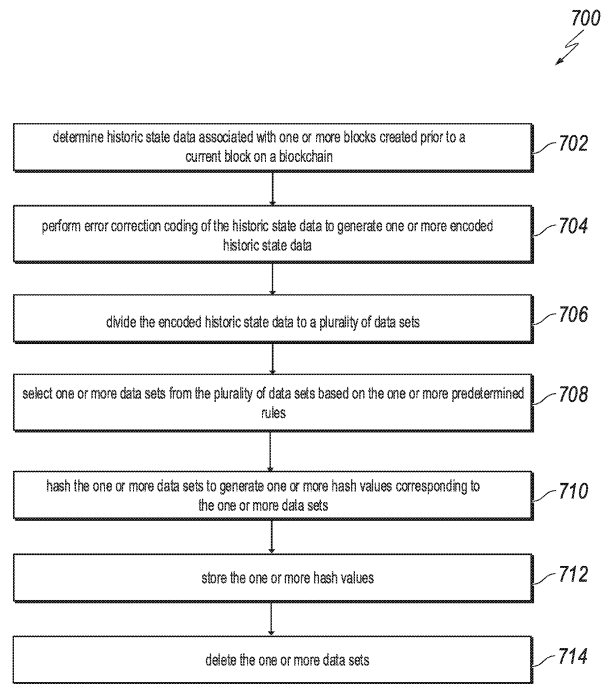 700
determine historic state data associated with one or more blocks created prior to a
current block on a blockchain
702
perform error correction coding of the historic state data to generate one or more encoded
historic state data
704
divide the encoded historic state data to a plurality of data sets
706
select one or more data sets from the plurality of data sets based on the one or more predetermined
rules
708
hash the one or more data sets to generate one or more hash values corresponding to
the one or more data sets
710
store the one or more hash values
712
delete the one or more data sets
714